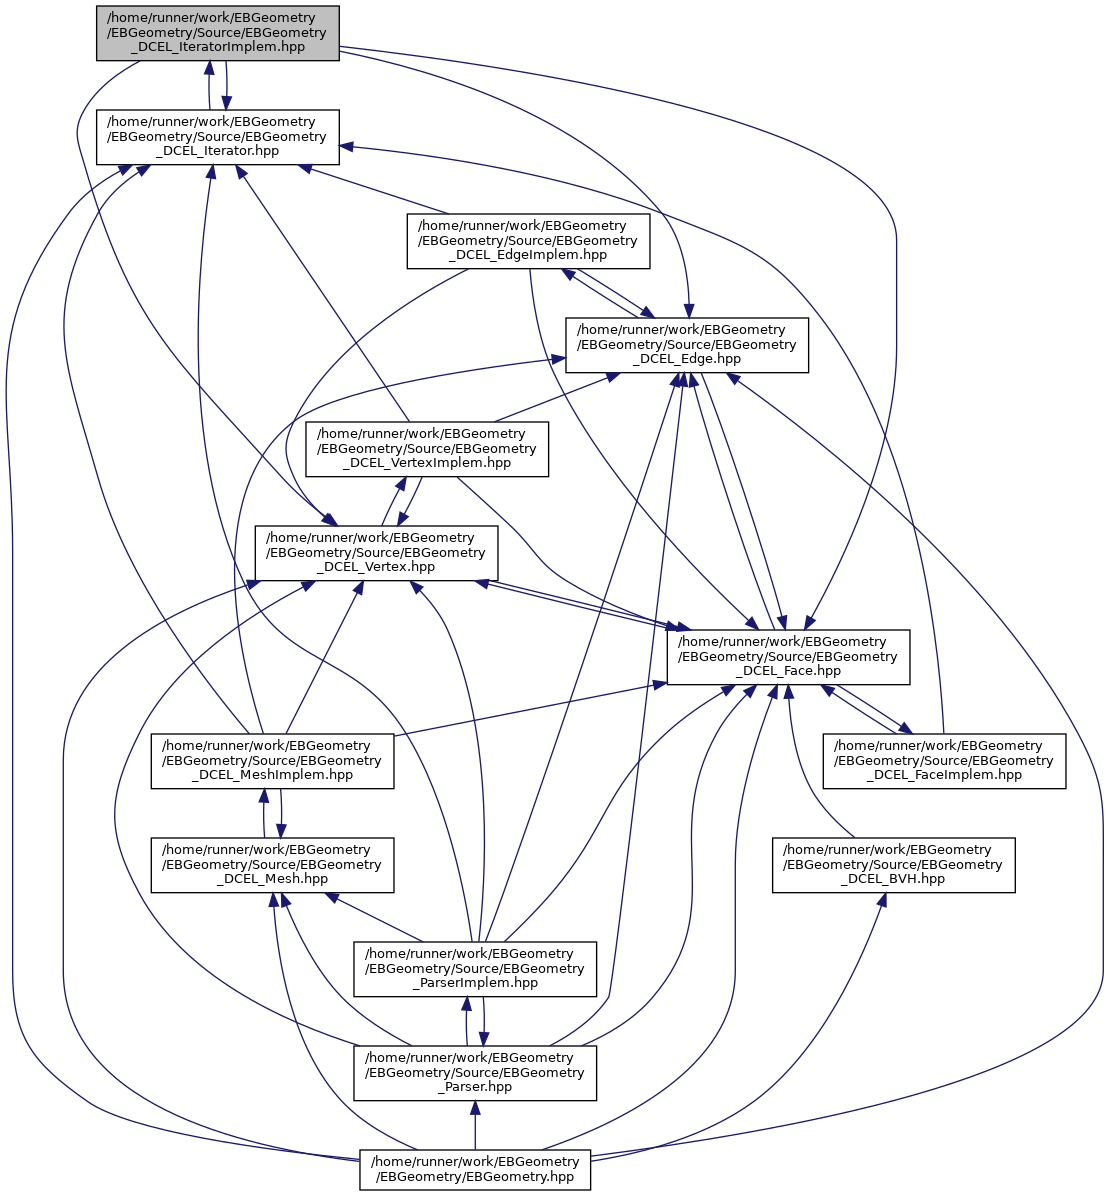 /home/runner/work/EBGeometry
/EBGeometry/Source/EBGeometry
_DCEL_IteratorImplem.hpp
/home/runner/work/EBGeometry
/EBGeometry/Source/EBGeometry
_DCEL_Iterator.hpp
/home/runner/work/EBGeometry
/EBGeometry/Source/EBGeometry
_DCEL_EdgeImplem.hpp
/home/runner/work/EBGeometry
/EBGeometry/Source/EBGeometry
_DCEL_Edge.hpp
/home/runner/work/EBGeometry
/EBGeometry/Source/EBGeometry
_DCEL_VertexImplem.hpp
/home/runner/work/EBGeometry
/EBGeometry/Source/EBGeometry
_DCEL_Vertex.hpp
/home/runner/work/EBGeometry
/EBGeometry/Source/EBGeometry
_DCEL_Face.hpp
/home/runner/work/EBGeometry
/EBGeometry/Source/EBGeometry
_DCEL_MeshImplem.hpp
/home/runner/work/EBGeometry
/EBGeometry/Source/EBGeometry
_DCEL_FaceImplem.hpp
/home/runner/work/EBGeometry
/EBGeometry/Source/EBGeometry
_DCEL_Mesh.hpp
/home/runner/work/EBGeometry
/EBGeometry/Source/EBGeometry
_DCEL_BVH.hpp
/home/runner/work/EBGeometry
/EBGeometry/Source/EBGeometry
_ParserImplem.hpp
/home/runner/work/EBGeometry
/EBGeometry/Source/EBGeometry
_Parser.hpp
/home/runner/work/EBGeometry
/EBGeometry/EBGeometry.hpp